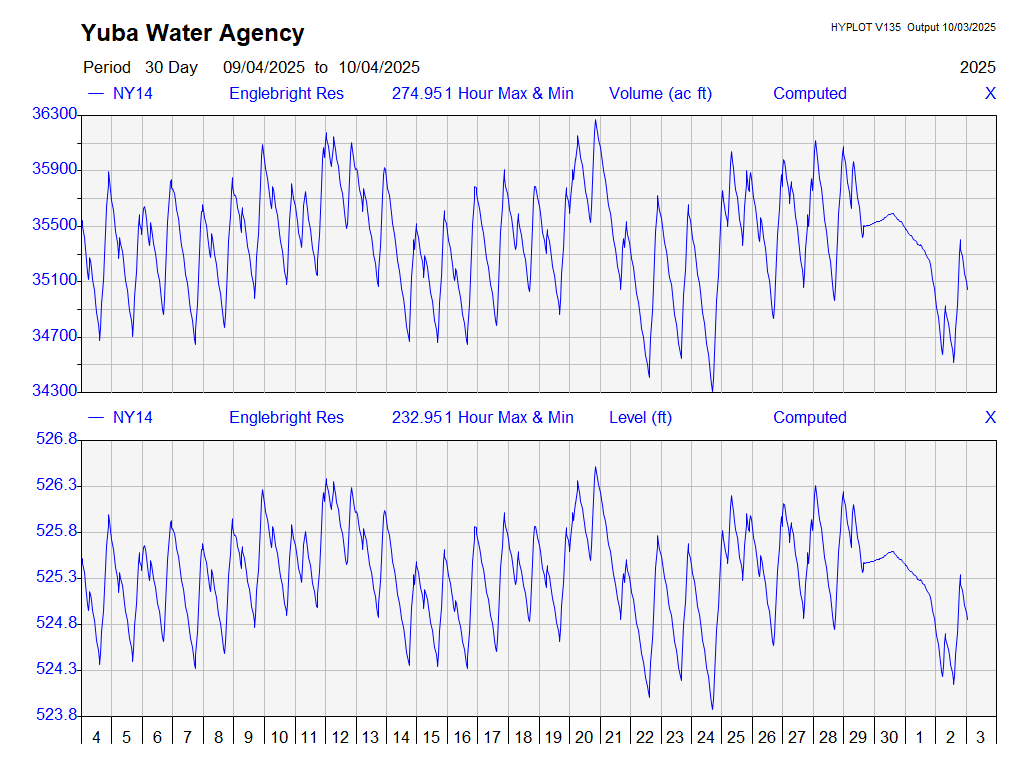 Yuba Water Agency
HYPLOT V135 Output 10/03/2025
Period 30 Day 09/04/2025 to 10/04/2025
2025
NY14 Englebright Res 274.95 1 Hour Max & Min Volume (ac ft) Computed X
36300
35900
35500
35100
34700
34300
NY14 Englebright Res 232.95 1 Hour Max & Min Level (ft) Computed X
526.8
526.3
525.8
525.3
524.8
524.3
523.8
4 5 6 7 8 9 10 11 12 13 14 15 16 17 18 19 20 21 22 23 24 25 26 27 28 29 30 1 2 3